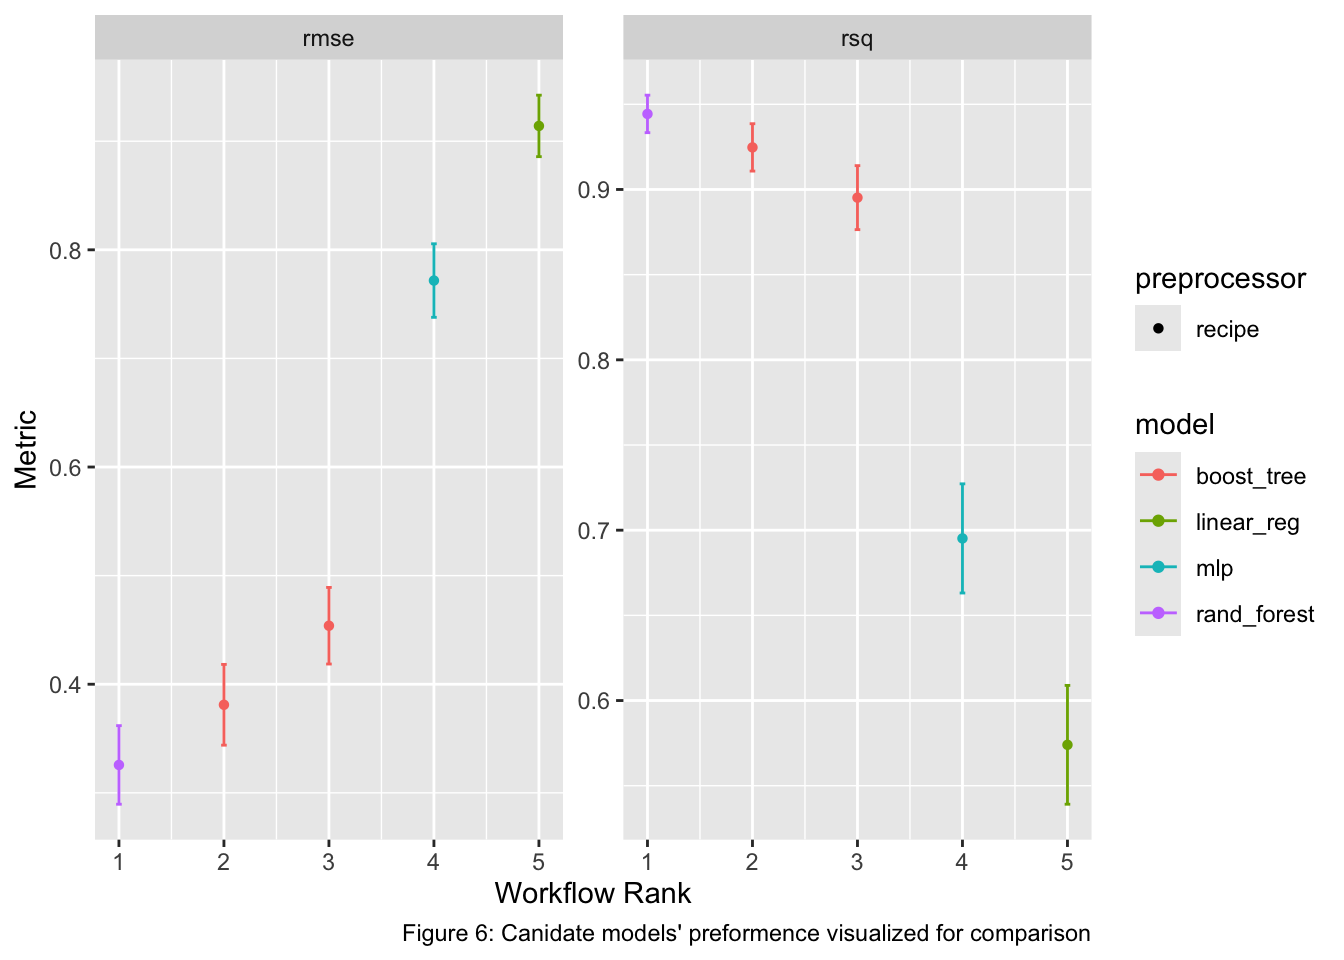 rmse
rsq
0.8
0.6
0.4
0.9
0.8
0.7
0.6
1 2 3 4 5
1 2 3 4 5
Metric
Workflow Rank
preprocessor
recipe
model
boost_tree
linear_reg
mlp
rand_forest
Figure 6: Canidate models' preformence visualized for comparison